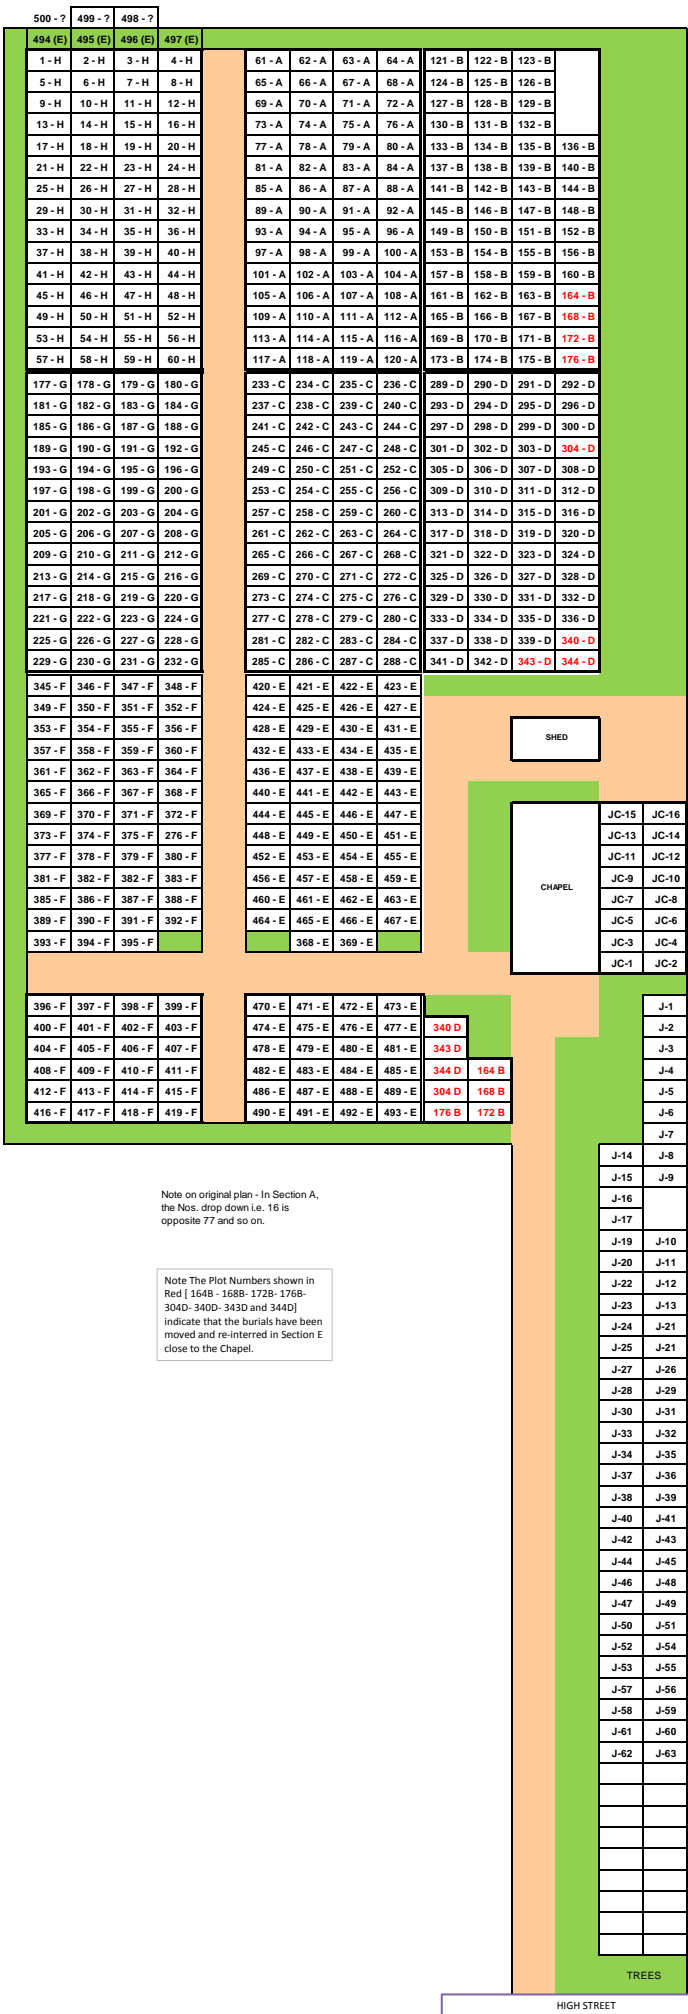 500 - ? 499 - ? 498 - ?
494 (E) 495 (E) 496 (E) 497 (E)
1 - H 2 - H 3 - H 4 - H 61 - A 62 - A 63 - A 64 - A 121 - B 122 - B 123 - B
5 - H 6 - H 7 - H 8 - H 65 - A 66 - A 67 - A 68 - A 124 - B 125 - B 126 - B
9 - H 10 - H 11 - H 12 - H 69 - A 70 - A 71 - A 72 - A 127 - B 128 - B 129 - B
13 - H 14 - H 15 - H 16 - H 73 - A 74 - A 75 - A 76 - A 130 - B 131 - B 132 - B
17 - H 18 - H 19 - H 20 - H 77 - A 78 - A 79 - A 80 - A 133 - B 134 - B 135 - B 136 - B
21 - H 22 - H 23 - H 24 - H 81 - A 82 - A 83 - A 84 - A 137 - B 138 - B 139 - B 140 - B
25 - H 26 - H 27 - H 28 - H 85 - A 86 - A 87 - A 88 - A 141 - B 142 - B 143 - B 144 - B
29 - H 30 - H 31 - H 32 - H 89 - A 90 - A 91 - A 92 - A 145 - B 146 - B 147 - B 148 - B
33 - H 34 - H 35 - H 36 - H 93 - A 94 - A 95 - A 96 - A 149 - B 150 - B 151 - B 152 - B
37 - H 38 - H 39 - H 40 - H 97 - A 98 - A 99 - A 100 - A 153 - B 154 - B 155 - B 156 - B
41 - H 42 - H 43 - H 44 - H 101 - A 102 - A 103 - A 104 - A 157 - B 158 - B 159 - B 160 - B
45 - H 46 - H 47 - H 48 - H 105 - A 106 - A 107 - A 108 - A 161 - B 162 - B 163 - B 164 - B
49 - H 50 - H 51 - H 52 - H 109 - A 110 - A 111 - A 112 - A 165 - B 166 - B 167 - B 168 - B
53 - H 54 - H 55 - H 56 - H 113 - A 114 - A 115 - A 116 - A 169 - B 170 - B 171 - B 172 - B
57 - H 58 - H 59 - H 60 - H 117 - A 118 - A 119 - A 120 - A 173 - B 174 - B 175 - B 176 - B
177 - G 178 - G 179 - G 180 - G 233 - C 234 - C 235 - C 236 - C 289 - D 290 - D 291 - D 292 - D
181 - G 182 - G 183 - G 184 - G 237 - C 238 - C 239 - C 240 - C 293 - D 294 - D 295 - D 296 - D
185 - G 186 - G 187 - G 188 - G 241 - C 242 - C 243 - C 244 - C 297 - D 298 - D 299 - D 300 - D
189 - G 190 - G 191 - G 192 - G 245 - C 246 - C 247 - C 248 - C 301 - D 302 - D 303 - D 304 - D
193 - G 194 - G 195 - G 196 - G 249 - C 250 - C 251 - C 252 - C 305 - D 306 - D 307 - D 308 - D
197 - G 198 - G 199 - G 200 - G 253 - C 254 - C 255 - C 256 - C 309 - D 310 - D 311 - D 312 - D
201 - G 202 - G 203 - G 204 - G 257 - C 258 - C 259 - C 260 - C 313 - D 314 - D 315 - D 316 - D
205 - G 206 - G 207 - G 208 - G 261 - C 262 - C 263 - C 264 - C 317 - D 318 - D 319 - D 320 - D
209 - G 210 - G 211 - G 212 - G 265 - C 266 - C 267 - C 268 - C 321 - D 322 - D 323 - D 324 - D
213 - G 214 - G 215 - G 216 - G 269 - C 270 - C 271 - C 272 - C 325 - D 326 - D 327 - D 328 - D
217 - G 218 - G 219 - G 220 - G 273 - C 274 - C 275 - C 276 - C 329 - D 330 - D 331 - D 332 - D
221 - G 222 - G 223 - G 224 - G 277 - C 278 - C 279 - C 280 - C 333 - D 334 - D 335 - D 336 - D
225 - G 226 - G 227 - G 228 - G 281 - C 282 - C 283 - C 284 - C 337 - D 338 - D 339 - D 340 - D
229 - G 230 - G 231 - G 232 - G 285 - C 286 - C 287 - C 288 - C 341 - D 342 - D 343 - D 344 - D
345 - F 346 - F 347 - F 348 - F 420 - E 421 - E 422 - E 423 - E
349 - F 350 - F 351 - F 352 - F 424 - E 425 - E 426 - E 427 - E
353 - F 354 - F 355 - F 356 - F 428 - E 429 - E 430 - E 431 - E
SHED
357 - F 358 - F 359 - F 360 - F 432 - E 433 - E 434 - E 435 - E
361 - F 362 - F 363 - F 364 - F 436 - E 437 - E 438 - E 439 - E
365 - F 366 - F 367 - F 368 - F 440 - E 441 - E 442 - E 443 - E
369 - F 370 - F 371 - F 372 - F 444 - E 445 - E 446 - E 447 - E JC-15 JC-16
373 - F 374 - F 375 - F 276 - F 448 - E 449 - E 450 - E 451 - E JC-13 JC-14
377 - F 378 - F 379 - F 380 - F 452 - E 453 - E 454 - E 455 - E JC-11 JC-12
381 - F 382 - F 382 - F 383 - F 456 - E 457 - E 458 - E 459 - E JC-9 JC-10
CHAPEL
385 - F 386 - F 387 - F 388 - F 460 - E 461 - E 462 - E 463 - E JC-7 JC-8
389 - F 390 - F 391 - F 392 - F 464 - E 465 - E 466 - E 467 - E JC-5 JC-6
393 - F 394 - F 395 - F 368 - E 369 - E JC-3 JC-4
JC-1 JC-2
396 - F 397 - F 398 - F 399 - F 470 - E 471 - E 472 - E 473 - E J-1
400 - F 401 - F 402 - F 403 - F 474 - E 475 - E 476 - E 477 - E 340 D J-2
404 - F 405 - F 406 - F 407 - F 478 - E 479 - E 480 - E 481 - E 343 D J-3
408 - F 409 - F 410 - F 411 - F 482 - E 483 - E 484 - E 485 - E 344 D 164 B J-4
412 - F 413 - F 414 - F 415 - F 486 - E 487 - E 488 - E 489 - E 304 D 168 B J-5
416 - F 417 - F 418 - F 419 - F 490 - E 491 - E 492 - E 493 - E 176 B 172 B J-6
J-7
J-14 J-8
J-15 J-9
J-16
J-17
Note on original plan - In Section A,
the Nos. drop down i.e. 16 is
opposite 77 and so on.
J-19 J-10
J-20 J-11
J-22 J-12
J-23 J-13
J-24 J-21
J-25 J-21
Note The Plot Numbers shown in
Red [ 164B - 168B- 172B- 176B-
304D- 340D- 343D and 344D]
indicate that the burials have been
moved and re-interred in Section E
close to the Chapel.
J-27 J-26
J-28 J-29
J-30 J-31
J-33 J-32
J-34 J-35
J-37 J-36
J-38 J-39
J-40 J-41
J-42 J-43
J-44 J-45
J-46 J-48
J-47 J-49
J-50 J-51
J-52 J-54
J-53 J-55
J-57 J-56
J-58 J-59
J-61 J-60
J-62 J-63
TREES
HIGH STREET